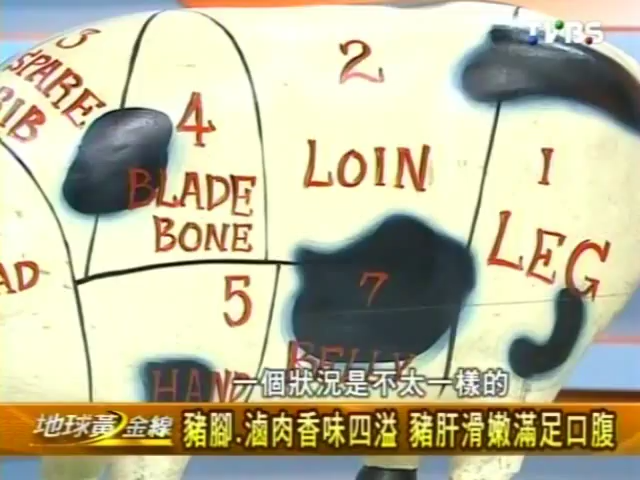 TVBS
3
SPARE
RIB
4
BLADE
BONE
2
LOIN
1
LEG
AD
5
HAND
7
BELLY
一個狀況是不太一樣的
地球黃金線
豬腳.滷肉香味四溢 豬肝滑嫩滿足口腹